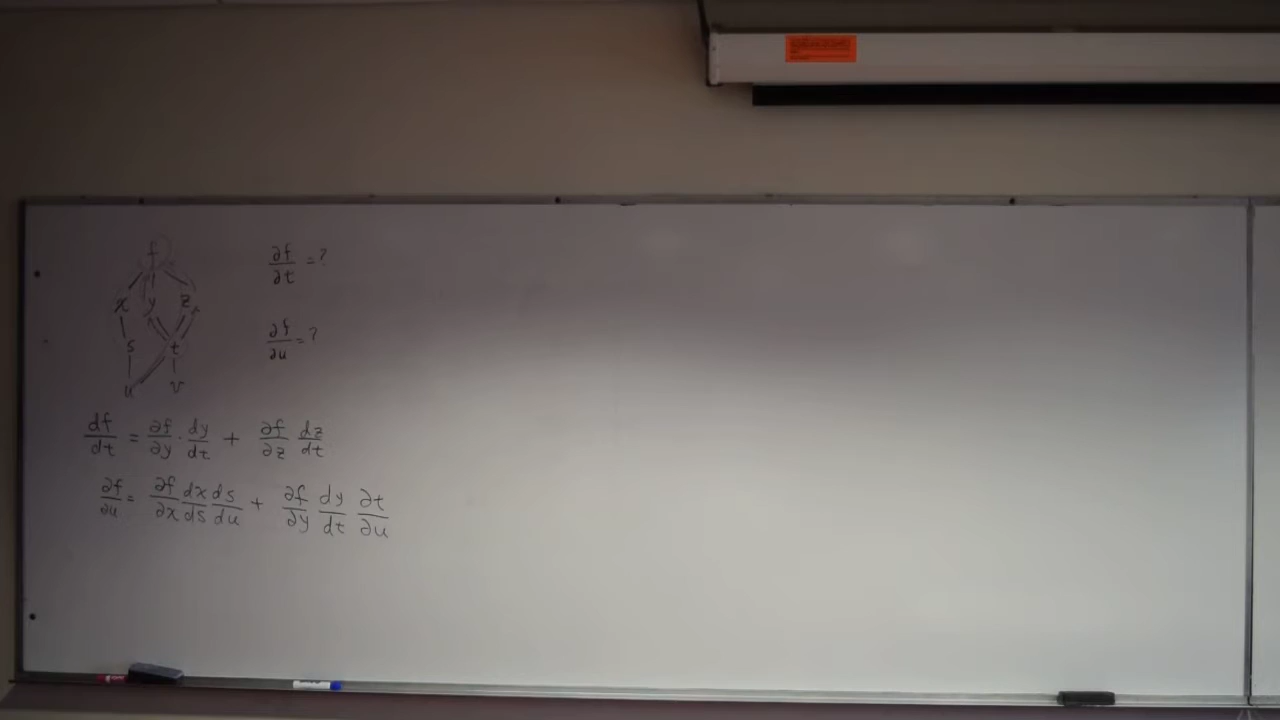 f
∂f/∂t = ?
x y z
∂f/∂u = ?
s t
u v
df/dt = ∂f/∂y · dy/dt + ∂f/∂z dz/dt
∂f/∂u = ∂f/∂x dx/ds ds/du + ∂f/∂y dy/dt ∂t/∂u